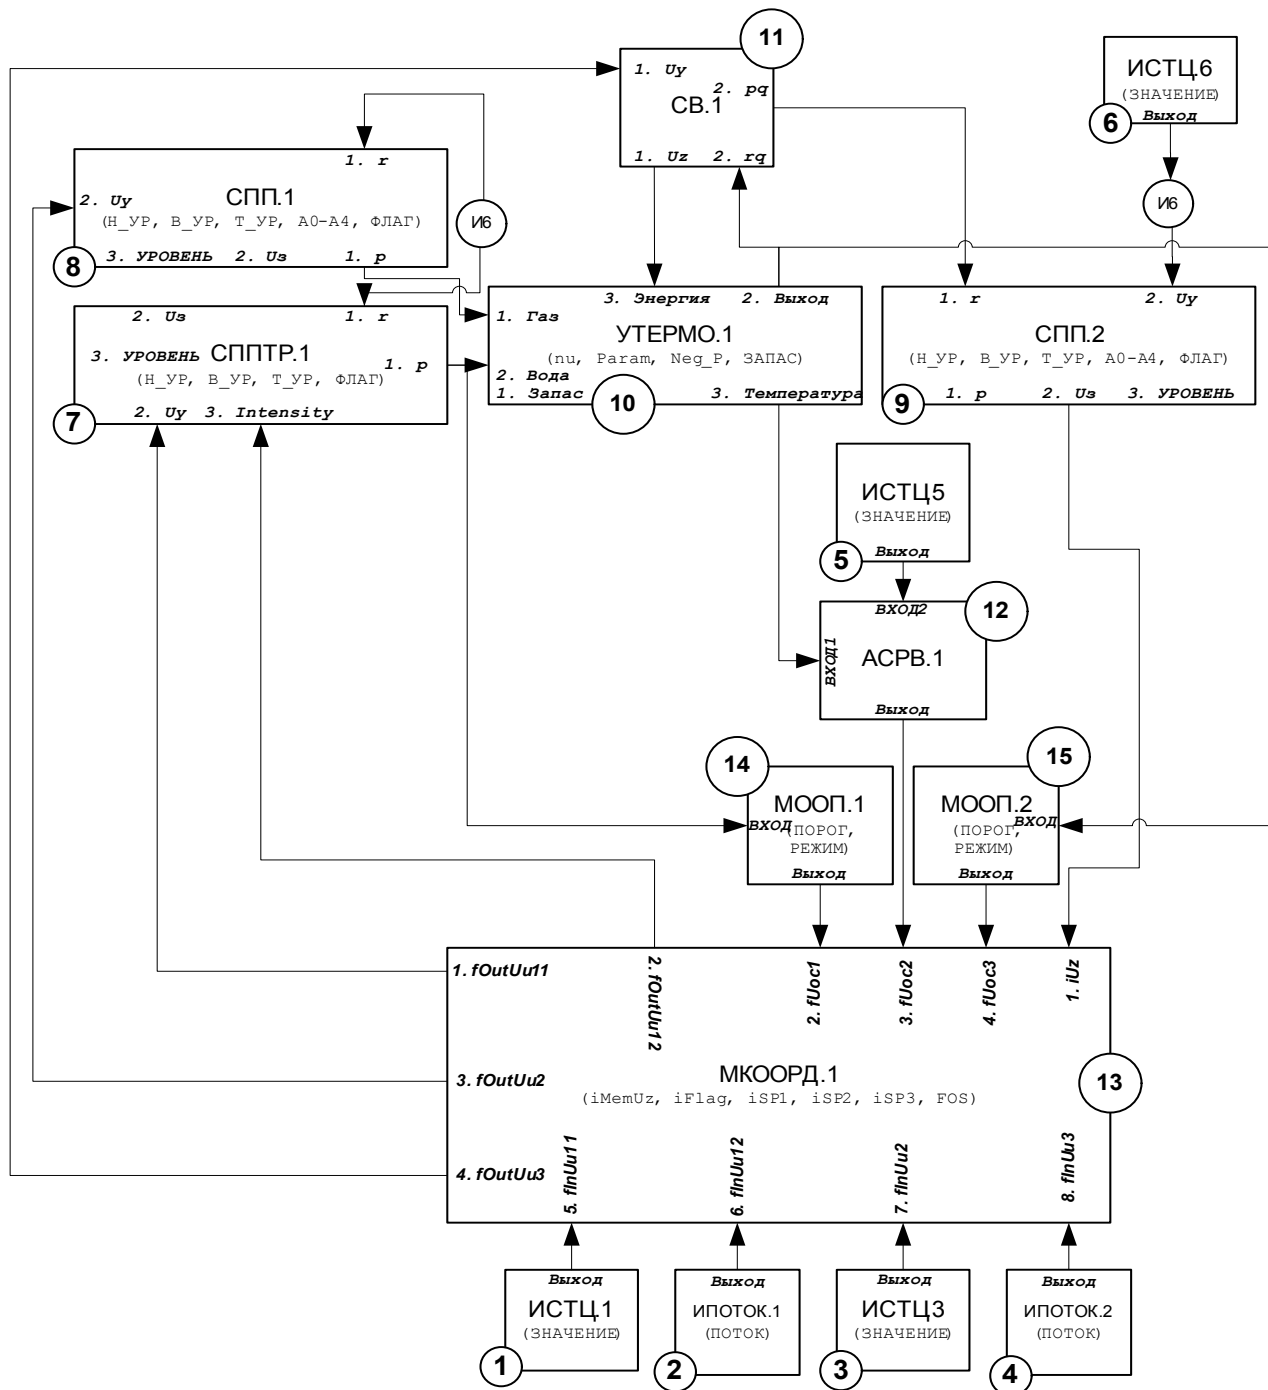 11
1. Uy
2. pq
СВ.1
1. Uz
2. rq
ИСТЦ.6
(ЗНАЧЕНИЕ)
Выход
6
И6
1. r
2. Uy
СПП.1
(Н_УР, В_УР, Т_УР, А0-А4, ФЛАГ)
3. УРОВЕНЬ
2. Uз
1. p
8
И6
2. Uз
1. r
3. УРОВЕНЬ
СППТР.1
1. p
(Н_УР, В_УР, Т_УР, ФЛАГ)
2. Uy
3. Intensity
7
3. Энергия
2. Выход
1. Газ
УТЕРМО.1
(nu, Param, Neg_P, ЗАПАС)
2. Вода
1. Запас
3. Температура
10
1. r
2. Uy
СПП.2
(Н_УР, В_УР, Т_УР, А0-А4, ФЛАГ)
1. p
2. Uз
3. УРОВЕНЬ
9
ИСТЦ5
(ЗНАЧЕНИЕ)
Выход
5
12
ВХОД2
ВХОД1
АСРВ.1
Выход
14
МООП.1
ВХОД
(ПОРОГ,
РЕЖИМ)
Выход
15
МООП.2
ВХОД
(ПОРОГ,
РЕЖИМ)
Выход
1. fOutUu11
2. fOutUu12
2. fUoc1
3. fUoc2
4. fUoc3
1. iUz
3. fOutUu2
МКООРД.1
(iMemUz, iFlag, iSP1, iSP2, iSP3, FOS)
13
4. fOutUu3
5. fInUu11
6. fInUu12
7. fInUu2
8. fInUu3
Выход
ИСТЦ.1
(ЗНАЧЕНИЕ)
1
Выход
ИПОТОК.1
(ПОТОК)
2
Выход
ИСТЦ3
(ЗНАЧЕНИЕ)
3
Выход
ИПОТОК.2
(ПОТОК)
4